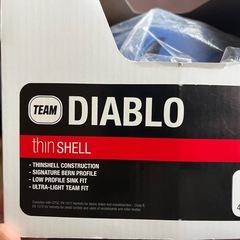 TEAM DIABLO
thinSHELL
- THINSHELL CONSTRUCTION
- SIGNATURE BERN PROFILE
- LOW PROFILE SINK FIT
- ULTRA-LIGHT TEAM FIT